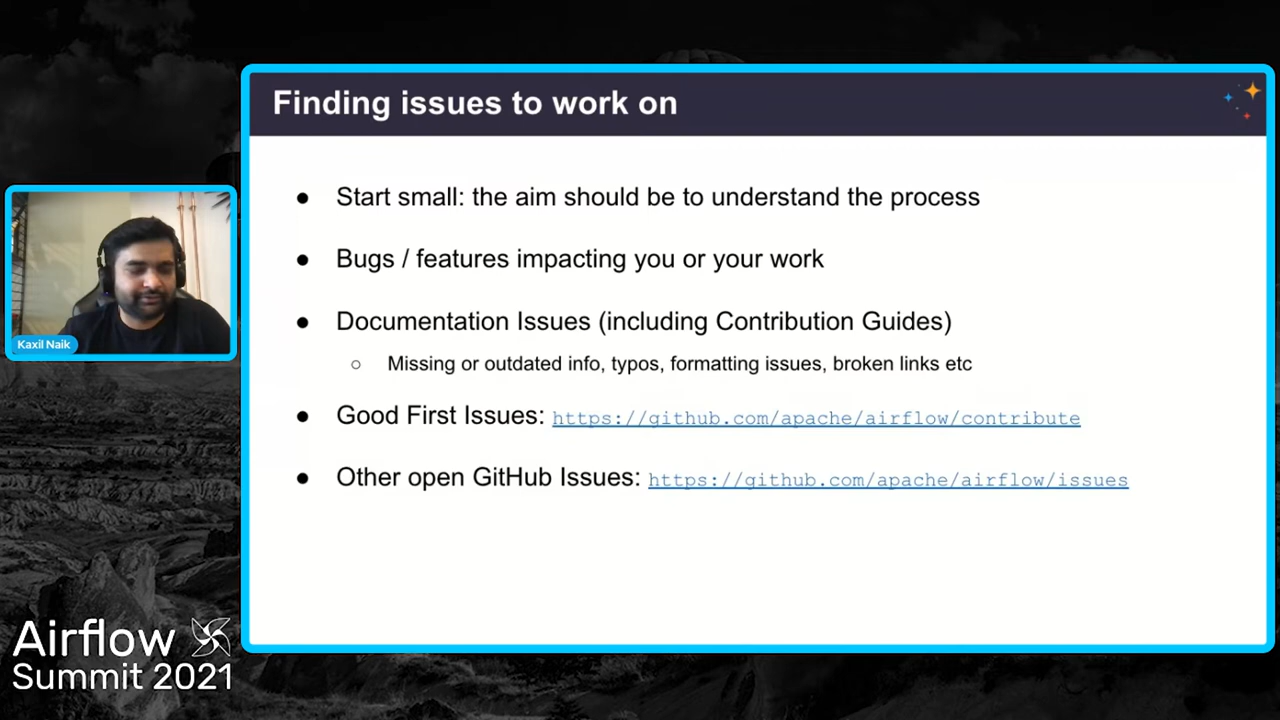 Finding issues to work on
● Start small: the aim should be to understand the process
● Bugs / features impacting you or your work
● Documentation Issues (including Contribution Guides)
○ Missing or outdated info, typos, formatting issues, broken links etc
● Good First Issues: https://github.com/apache/airflow/contribute
● Other open GitHub Issues: https://github.com/apache/airflow/issues
Kaxil Naik
Airflow
Summit 2021